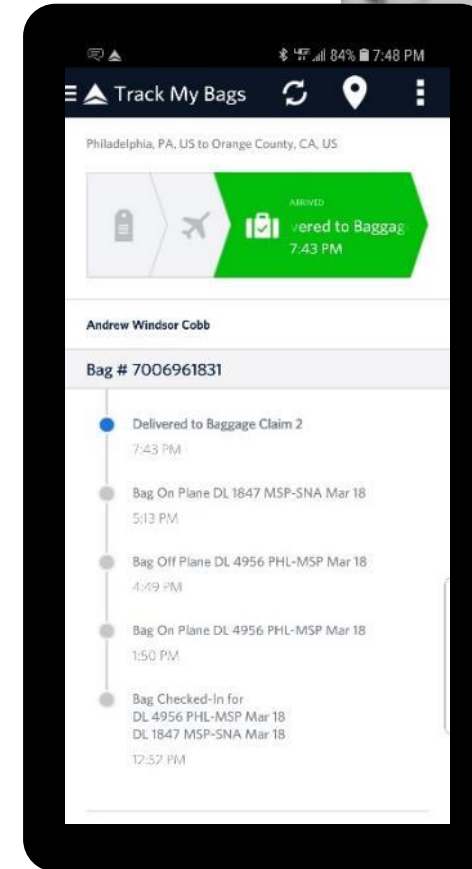 84% 7:48 PM
Track My Bags
Philadelphia, PA, US to Orange County, CA, US
ARRIVED
vered to Baggag
7:43 PM
Andrew Windsor Cobb
Bag # 7006961831
Delivered to Baggage Claim 2
7:43 PM
Bag On Plane DL 1847 MSP-SNA Mar 18
5:13 PM
Bag Off Plane DL 4956 PHL-MSP Mar 18
4:49 PM
Bag On Plane DL 4956 PHL-MSP Mar 18
1:50 PM
Bag Checked-In for
DL 4956 PHL-MSP Mar 18
DL 1847 MSP-SNA Mar 18
12:52 PM